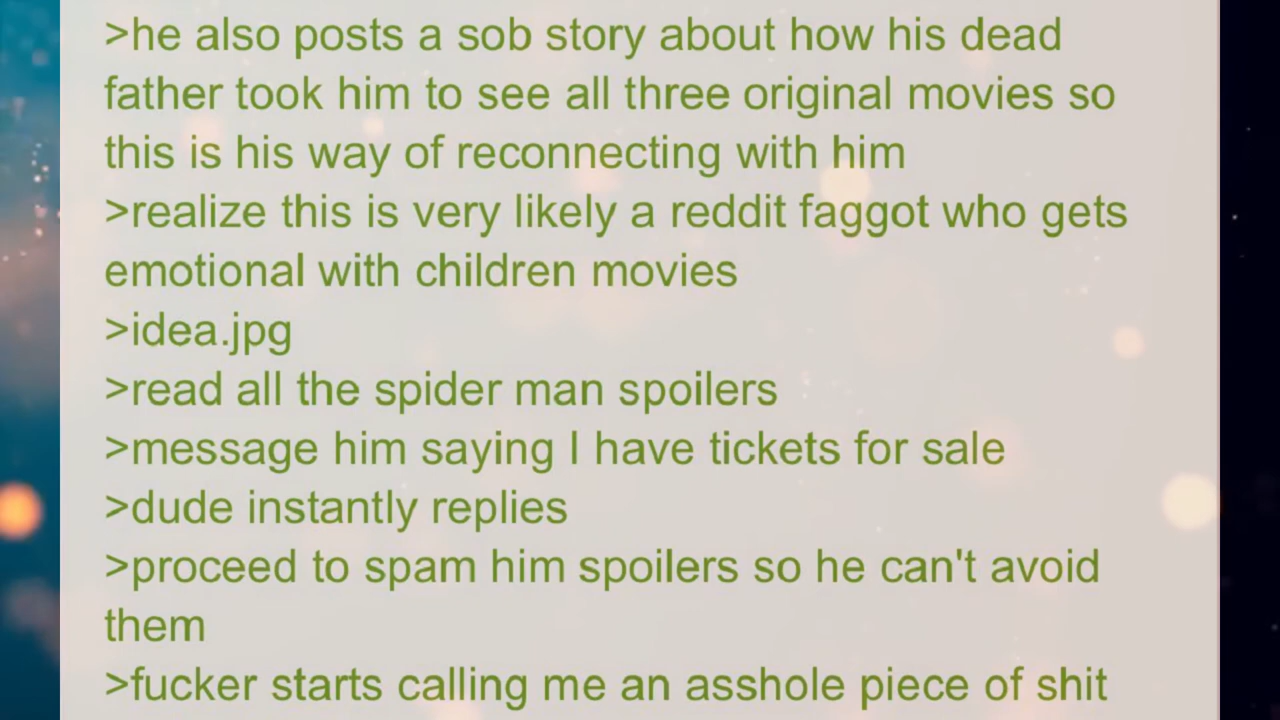 >he also posts a sob story about how his dead
father took him to see all three original movies so
this is his way of reconnecting with him
>realize this is very likely a reddit faggot who gets
emotional with children movies
>idea.jpg
>read all the spider man spoilers
>message him saying I have tickets for sale
>dude instantly replies
>proceed to spam him spoilers so he can't avoid
them
>fucker starts calling me an asshole piece of shit